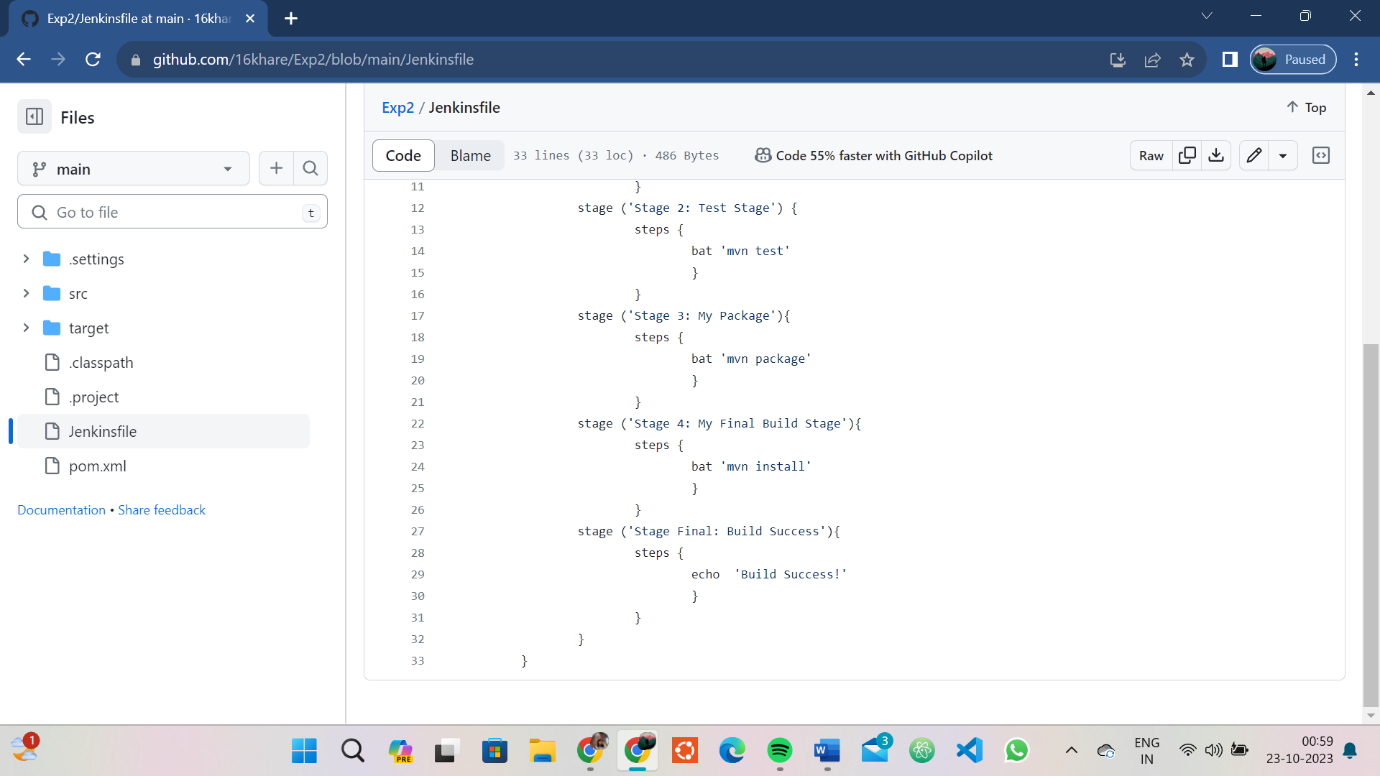 Exp2/Jenkinsfile at main · 16kha
github.com/16khare/Exp2/blob/main/Jenkinsfile
Paused
Files
main
Go to file
t
.settings
src
target
.classpath
.project
Jenkinsfile
pom.xml
Documentation • Share feedback
Exp2 / Jenkinsfile
Top
Code Blame 33 lines (33 loc) · 486 Bytes Code 55% faster with GitHub Copilot Raw
11 }
12 stage ('Stage 2: Test Stage') {
13 steps {
14 bat 'mvn test'
15 }
16 }
17 stage ('Stage 3: My Package'){
18 steps {
19 bat 'mvn package'
20 }
21 }
22 stage ('Stage 4: My Final Build Stage'){
23 steps {
24 bat 'mvn install'
25 }
26 }
27 stage ('Stage Final: Build Success'){
28 steps {
29 echo  'Build Success!'
30 }
31 }
32 }
33 }
1
PRE
W
3
ENG
IN
00:59
23-10-2023